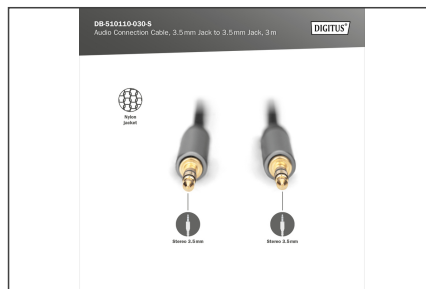 DB-510110-030-S
Audio Connection Cable, 3.5 mm Jack to 3.5 mm Jack, 3 m
DIGITUS®
Nylon
jacket
Stereo 3.5mm
Stereo 3.5mm